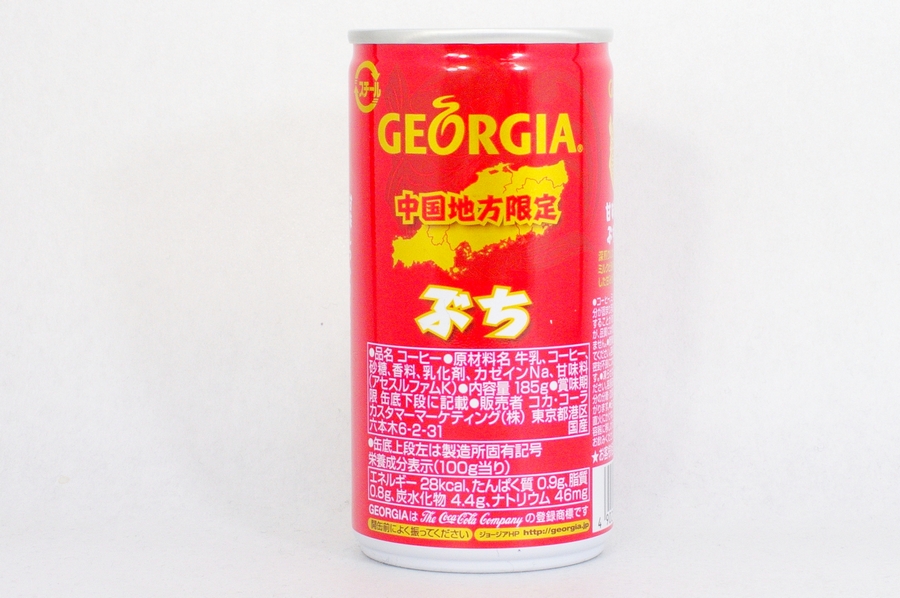 スチール
GEORGIA®
中国地方限定
ぶち
●品名 コーヒー●原材料名 牛乳、コーヒー、
砂糖、香料、乳化剤、カゼインNa、甘味料
(アセスルファムK)●内容量 185g●賞味期
限 缶底下段に記載●販売者 コカ・コーラ
カスタマーマーケティング(株) 東京都港区
六本木6-2-31 国産
●缶底上段左は製造所固有記号
栄養成分表示(100g当り)
エネルギー 28kcal、たんぱく質 0.9g、脂質
0.8g、炭水化物 4.4g、ナトリウム 46mg
GEORGIAは The Coca-Cola Company の登録商標です
開缶前によく振ってください ジョージアHP http://georgia.jp